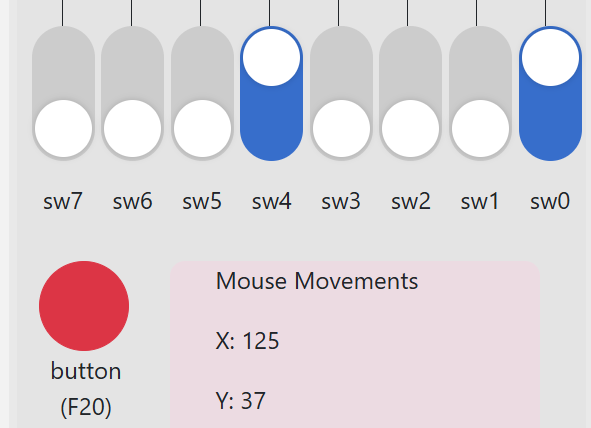 sw7 sw6 sw5 sw4 sw3 sw2 sw1 sw0
Mouse Movements
X: 125
Y: 37
button
(F20)